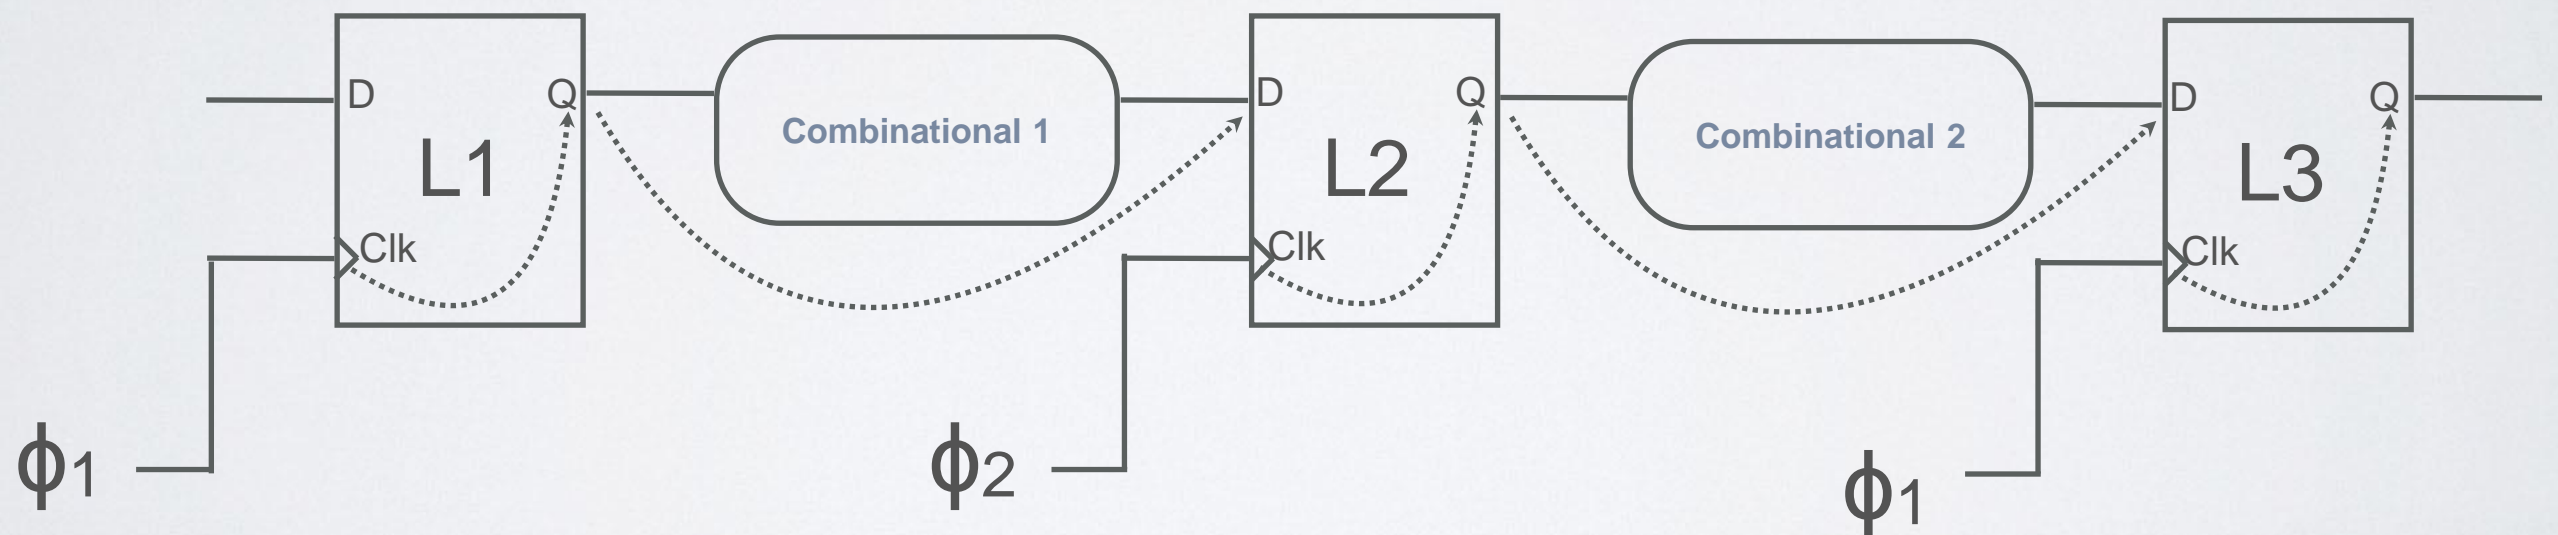 D
Q
L1
Clk
Combinational 1
D
Q
L2
Clk
Combinational 2
D
Q
L3
Clk
ϕ1
ϕ2
ϕ1